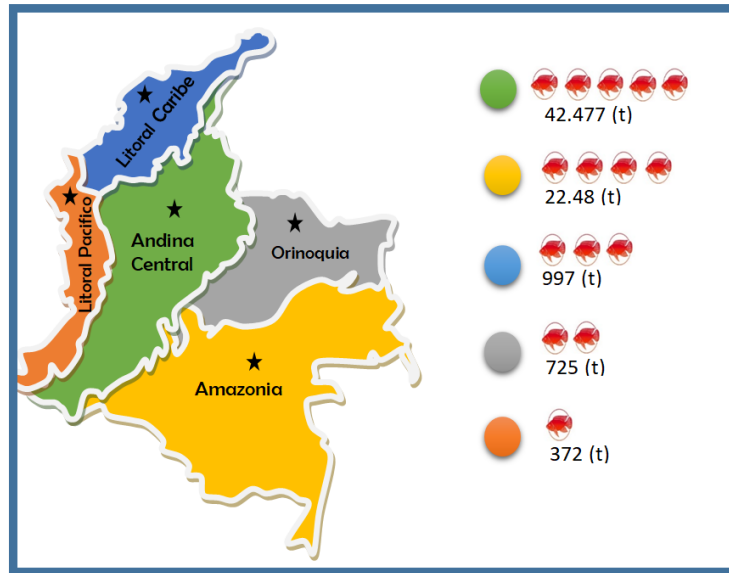 Litoral Caribe
Litoral Pacífico
Andina
Central
Orinoquia
Amazonia
42.477 (t)
22.48 (t)
997 (t)
725 (t)
372 (t)